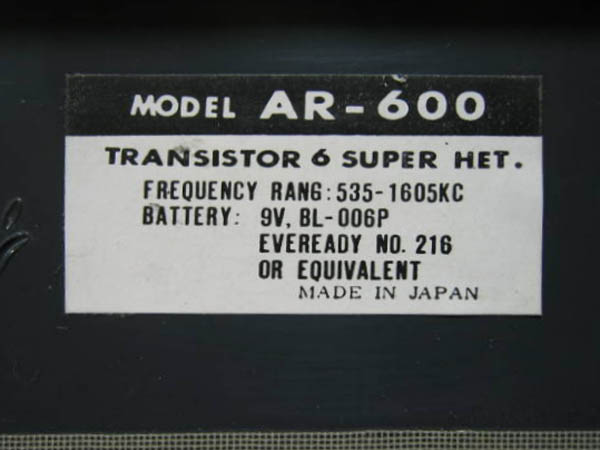 MODEL AR-600
TRANSISTOR 6 SUPER HET.
FREQUENCY RANG: 535-1605KC
BATTERY: 9V, BL-006P
EVEREADY NO. 216
OR EQUIVALENT
MADE IN JAPAN